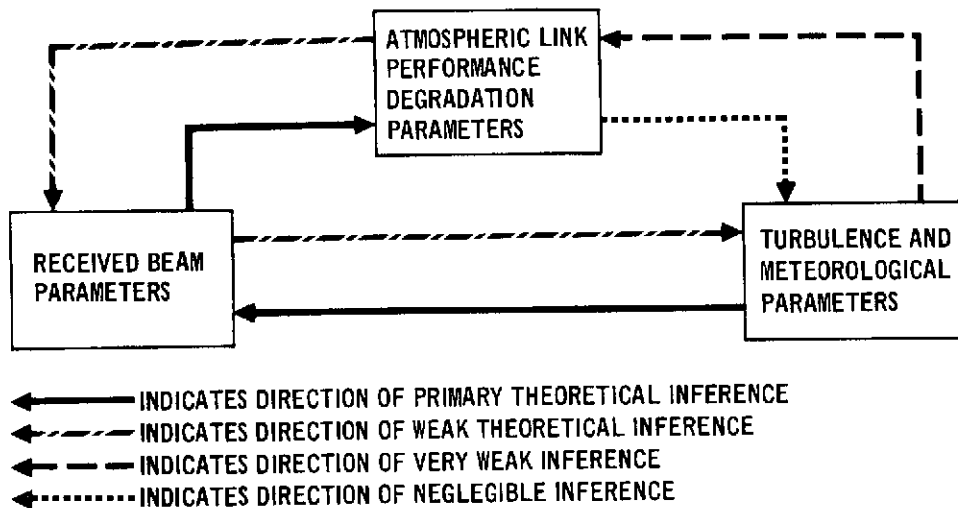 ATMOSPHERIC LINK
PERFORMANCE
DEGRADATION
PARAMETERS
RECEIVED BEAM
PARAMETERS
TURBULENCE AND
METEOROLOGICAL
PARAMETERS
INDICATES DIRECTION OF PRIMARY THEORETICAL INFERENCE
INDICATES DIRECTION OF WEAK THEORETICAL INFERENCE
INDICATES DIRECTION OF VERY WEAK INFERENCE
INDICATES DIRECTION OF NEGLEGIBLE INFERENCE